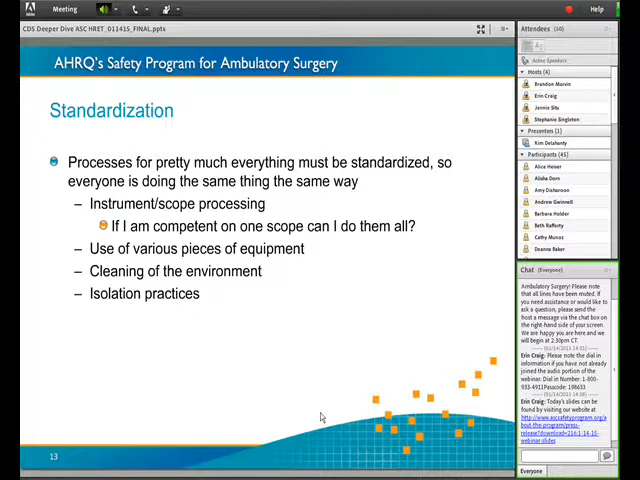 Meeting
Help
CDS Deeper Dive ASC HRET_011415_FINAL.pptx
AHRQ's Safety Program for Ambulatory Surgery
Standardization
Processes for pretty much everything must be standardized, so
everyone is doing the same thing the same way
– Instrument/scope processing
If I am competent on one scope can I do them all?
– Use of various pieces of equipment
– Cleaning of the environment
– Isolation practices
13
Attendees (50)
Active Speakers
Hosts (4)
Brandon Marvin
Erin Craig
Jennie Situ
Stephanie Singleton
Presenters (1)
Kim Delahanty
Participants (45)
Alice Heiser
Alisha Dorn
Amy Dicharoon
Andrew Gwinnell
Barbara Holder
Beth Rafferty
Cathy Munoz
Deanne Baker
Chat (Everyone)
Ambulatory Surgery! Please note
that all lines have been muted. If
you need assistance or would like to
ask a question, please send the
host a message via the chat box
on the right-hand side of your screen.
We are happy you are here and we
will begin at 2.30pm CT.
Erin Craig: Please note the dial in
information if you have not already
joined the audio portion of the
webinar: Dial in Number: 1-800-
933-4911Passcode: 198633
Erin Craig: Today's slides can be
found by visiting our website at
http://www.ascsafetyprogram.org/a
bout-the-program/press-
release?download=216:1-14-15-
webinar-slides
Everyone